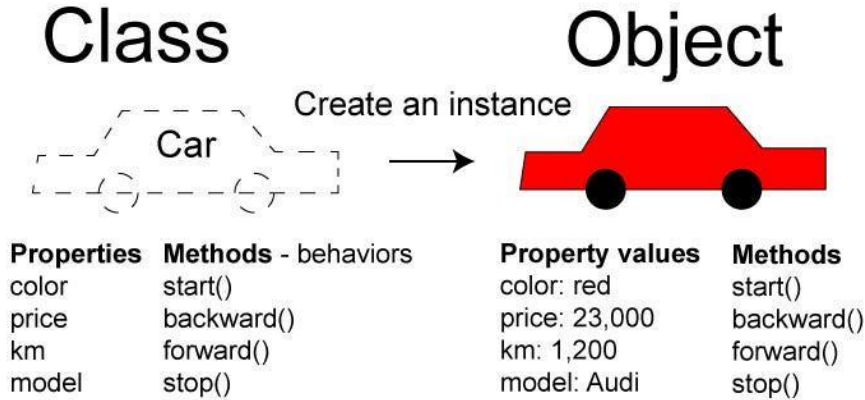 Class
Object
Create an instance
Car
Properties Methods - behaviors
color start()
price backward()
km forward()
model stop()
Property values Methods
color: red start()
price: 23,000 backward()
km: 1,200 forward()
model: Audi stop()